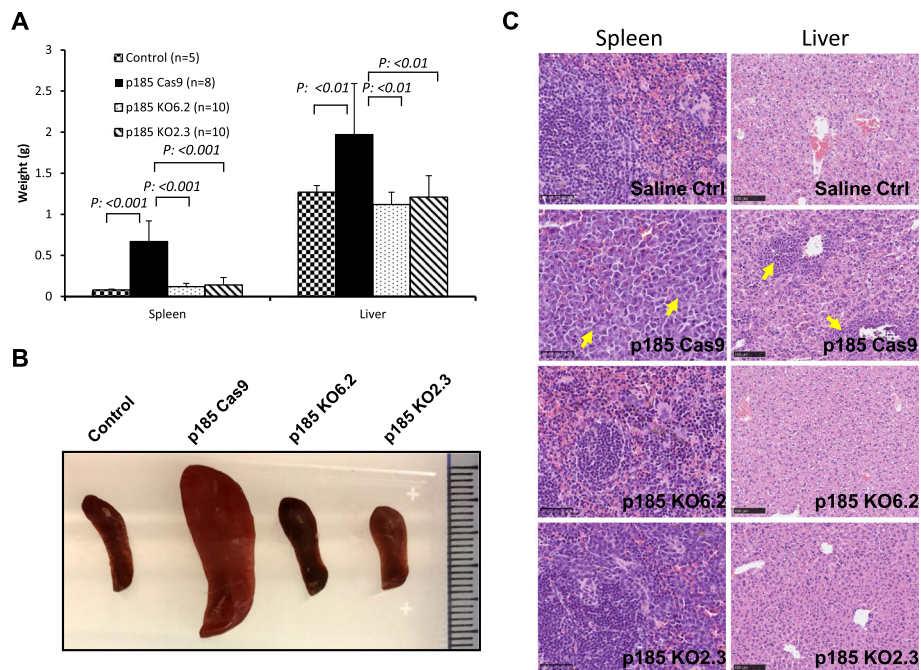 A
Weight (g)
3
2.5
2
1.5
1
0.5
0
Control (n=5)
p185 Cas9 (n=8)
p185 KO6.2 (n=10)
p185 KO2.3 (n=10)
P: <0.001
P: <0.001
P: <0.001
P: <0.01
P: <0.01
P: <0.01
Spleen
Liver
B
Control
p185 Cas9
p185 KO6.2
p185 KO2.3
C
Spleen
Liver
Saline Ctrl
Saline Ctrl
p185 Cas9
p185 Cas9
p185 KO6.2
p185 KO6.2
p185 KO2.3
p185 KO2.3